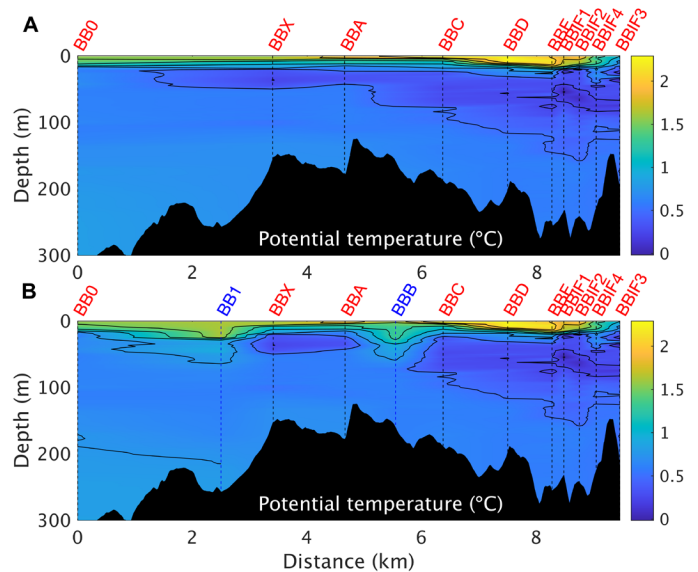 A
BB0 BBX BBA BBC BBD BBE BBIF1 BBIF2 BBIF4 BBIF3
0
100
200
300
Depth (m)
Potential temperature (°C)
0 2 4 6 8
2
1.5
1
0.5
0
B
BB0 BB1 BBX BBA BBB BBC BBD BBE BBIF1 BBIF2 BBIF4 BBIF3
0
100
200
300
Depth (m)
Potential temperature (°C)
0 2 4 6 8
Distance (km)
2
1.5
1
0.5
0